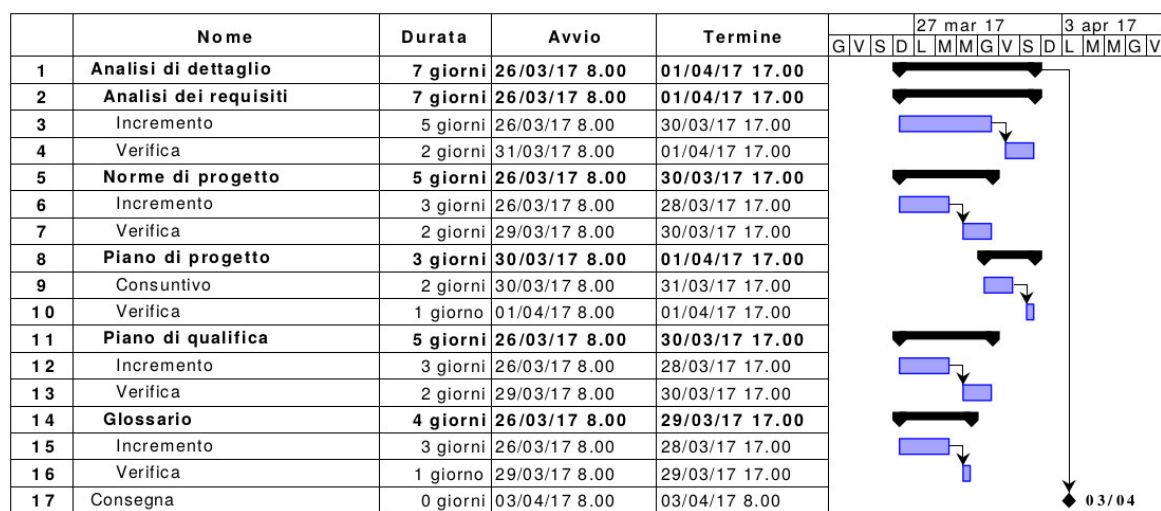 27 mar 17 3 apr 17
Nome Durata Avvio Termine
G V S D L M M G V S D L M M G V
1 Analisi di dettaglio 7 giorni 26/03/17 8.00 01/04/17 17.00
2 Analisi dei requisiti 7 giorni 26/03/17 8.00 01/04/17 17.00
3 Incremento 5 giorni 26/03/17 8.00 30/03/17 17.00
4 Verifica 2 giorni 31/03/17 8.00 01/04/17 17.00
5 Norme di progetto 5 giorni 26/03/17 8.00 30/03/17 17.00
6 Incremento 3 giorni 26/03/17 8.00 28/03/17 17.00
7 Verifica 2 giorni 29/03/17 8.00 30/03/17 17.00
8 Piano di progetto 3 giorni 30/03/17 8.00 01/04/17 17.00
9 Consuntivo 2 giorni 30/03/17 8.00 31/03/17 17.00
10 Verifica 1 giorno 01/04/17 8.00 01/04/17 17.00
11 Piano di qualifica 5 giorni 26/03/17 8.00 30/03/17 17.00
12 Incremento 3 giorni 26/03/17 8.00 28/03/17 17.00
13 Verifica 2 giorni 29/03/17 8.00 30/03/17 17.00
14 Glossario 4 giorni 26/03/17 8.00 29/03/17 17.00
15 Incremento 3 giorni 26/03/17 8.00 28/03/17 17.00
16 Verifica 1 giorno 29/03/17 8.00 29/03/17 17.00
17 Consegna 0 giorni 03/04/17 8.00 03/04/17 8.00 03/04